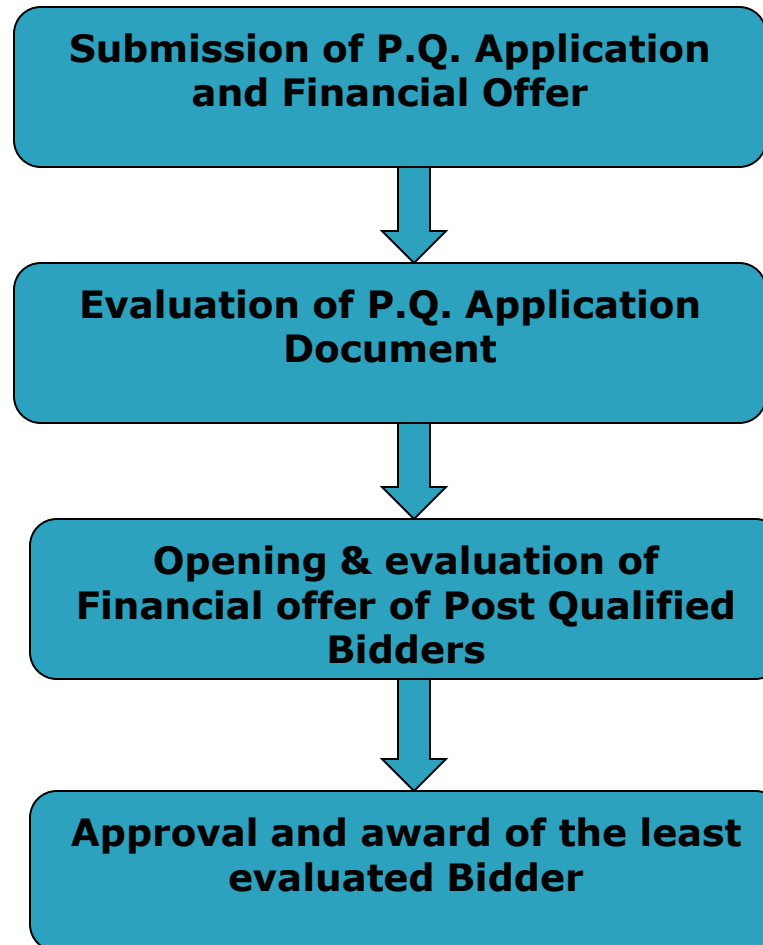 Submission of P.Q. Application
and Financial Offer
Evaluation of P.Q. Application
Document
Opening & evaluation of
Financial offer of Post Qualified
Bidders
Approval and award of the least
evaluated Bidder